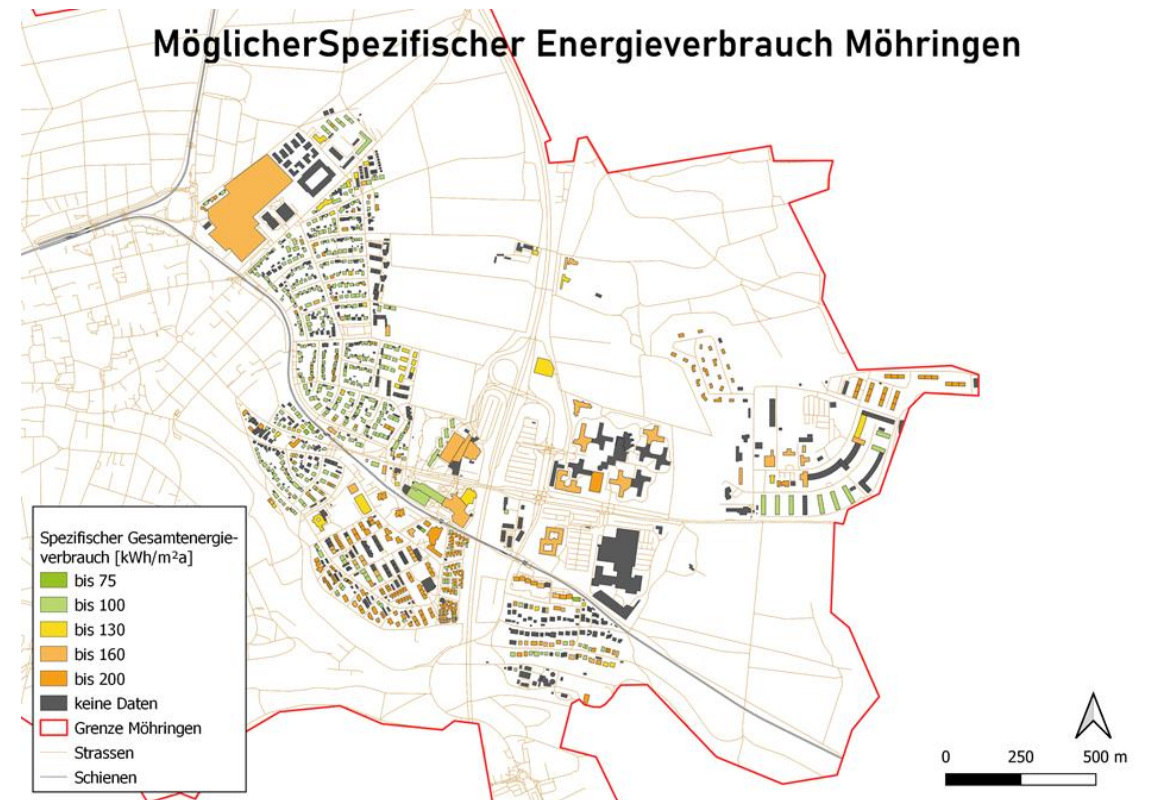 MöglicherSpezifischer Energieverbrauch Möhringen
Spezifischer Gesamtenergie-
verbrauch [kWh/m²a]
bis 75
bis 100
bis 130
bis 160
bis 200
keine Daten
Grenze Möhringen
Strassen
Schienen
0 250 500 m